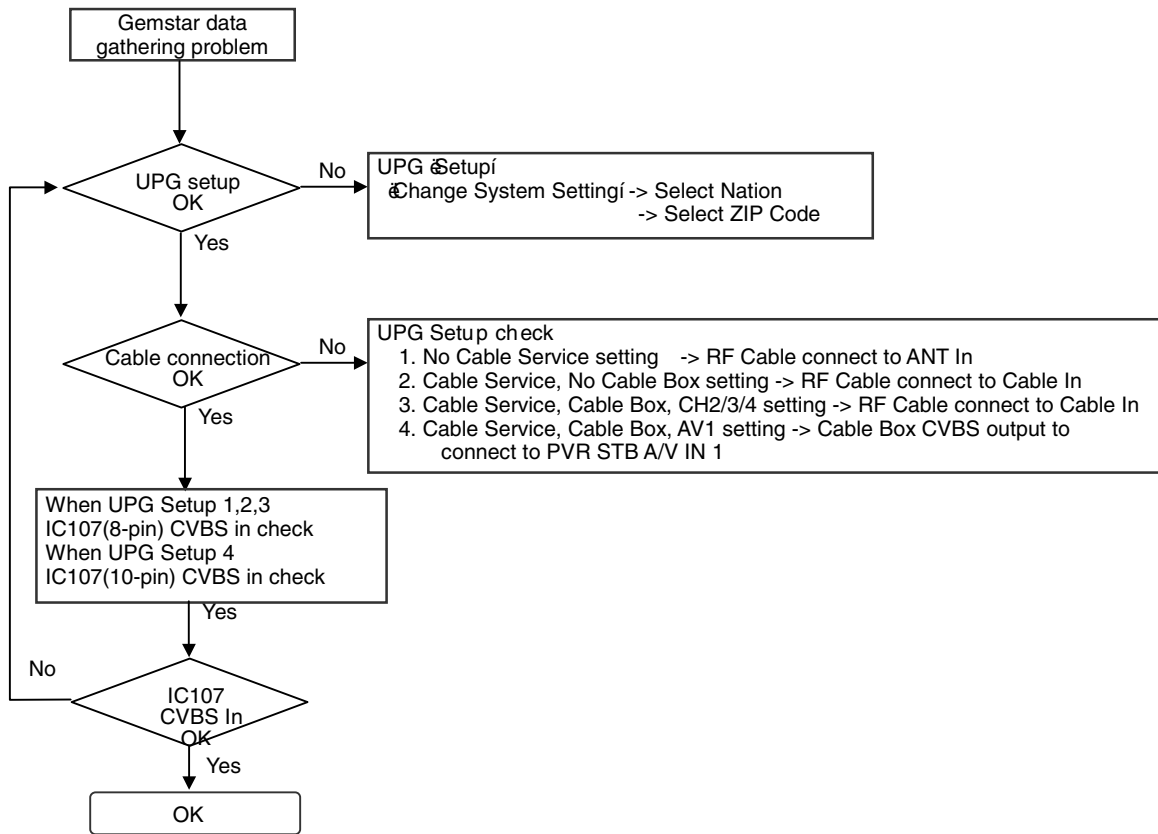 Gemstar data
gathering problem
UPG setup
OK
No
UPG ëSetupí
ëChange System Settingí -> Select Nation
-> Select ZIP Code
Yes
Cable connection
OK
No
UPG Setup check
1. No Cable Service setting -> RF Cable connect to ANT In
2. Cable Service, No Cable Box setting -> RF Cable connect to Cable In
3. Cable Service, Cable Box, CH2/3/4 setting -> RF Cable connect to Cable In
4. Cable Service, Cable Box, AV1 setting -> Cable Box CVBS output to
connect to PVR STB A/V IN 1
Yes
When UPG Setup 1,2,3
IC107(8-pin) CVBS in check
When UPG Setup 4
IC107(10-pin) CVBS in check
Yes
No
IC107
CVBS In
OK
Yes
OK